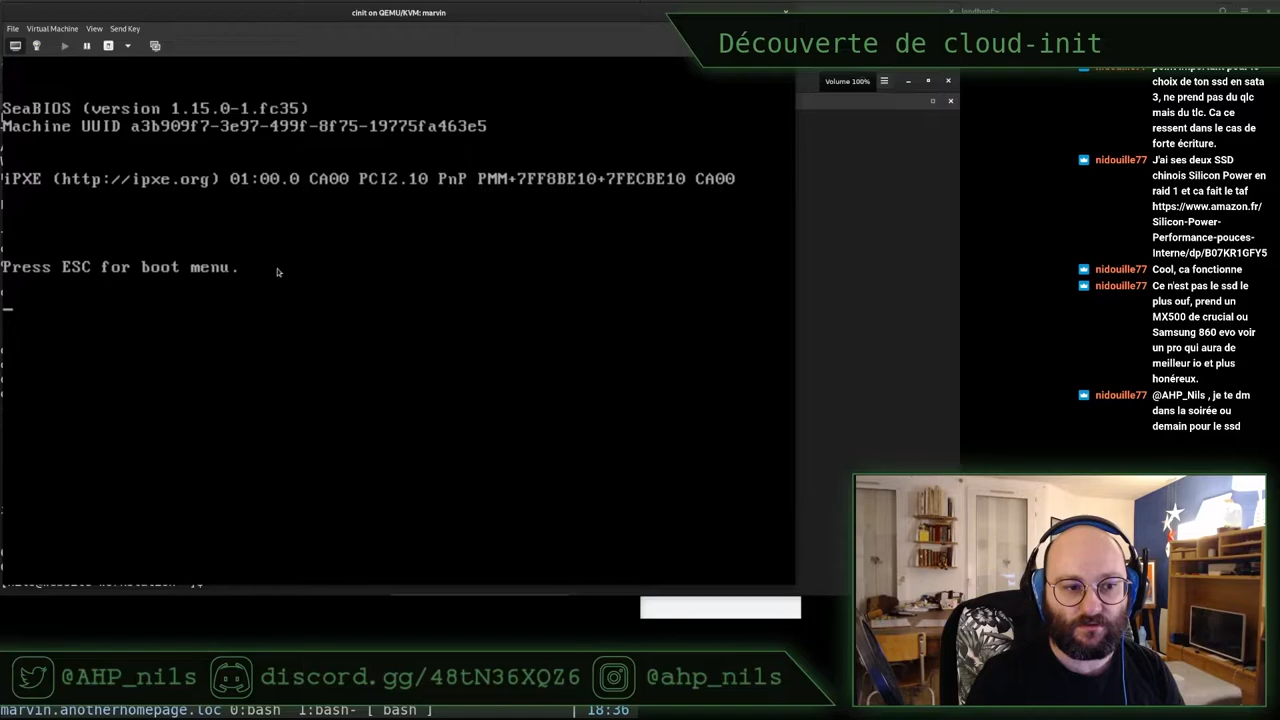 cinit on QEMU/KVM: marvin
File Virtual Machine View Send Key
Découverte de cloud-init
Volume 100%
SeaBIOS (version 1.15.0-1.fc35)
Machine UUID a3b909f7-3e97-499f-8f75-19775fa463e5
iPXE (http://ipxe.org) 01:00.0 CA00 PCI2.10 PnP PMM+7FF8BE10+7FECBE10 CA00
Press ESC for boot menu.
point important pour le
choix de ton ssd en sata
3, ne prend pas du qlc
mais du tlc. Ca ce
ressent dans le cas de
forte écriture.
nidouille77 J'ai ses deux SSD
chinois Silicon Power en
raid 1 et ca fait le taf
https://www.amazon.fr/
Silicon-Power-
Performance-pouces-
Interne/dp/B07KR1GFY5
nidouille77 Cool, ca fonctionne
nidouille77 Ce n'est pas le ssd le
plus ouf, prend un
MX500 de crucial ou
Samsung 860 evo voir
un pro qui aura de
meilleur io et plus
honéreux.
nidouille77 @AHP_Nils , je te dm
dans la soirée ou
demain pour le ssd
@AHP_nils discord.gg/48tN36XQZ6 @ahp_nils
marvin.anotherhomepage.loc 0:bash 1:bash- [ bash ] | 18:36